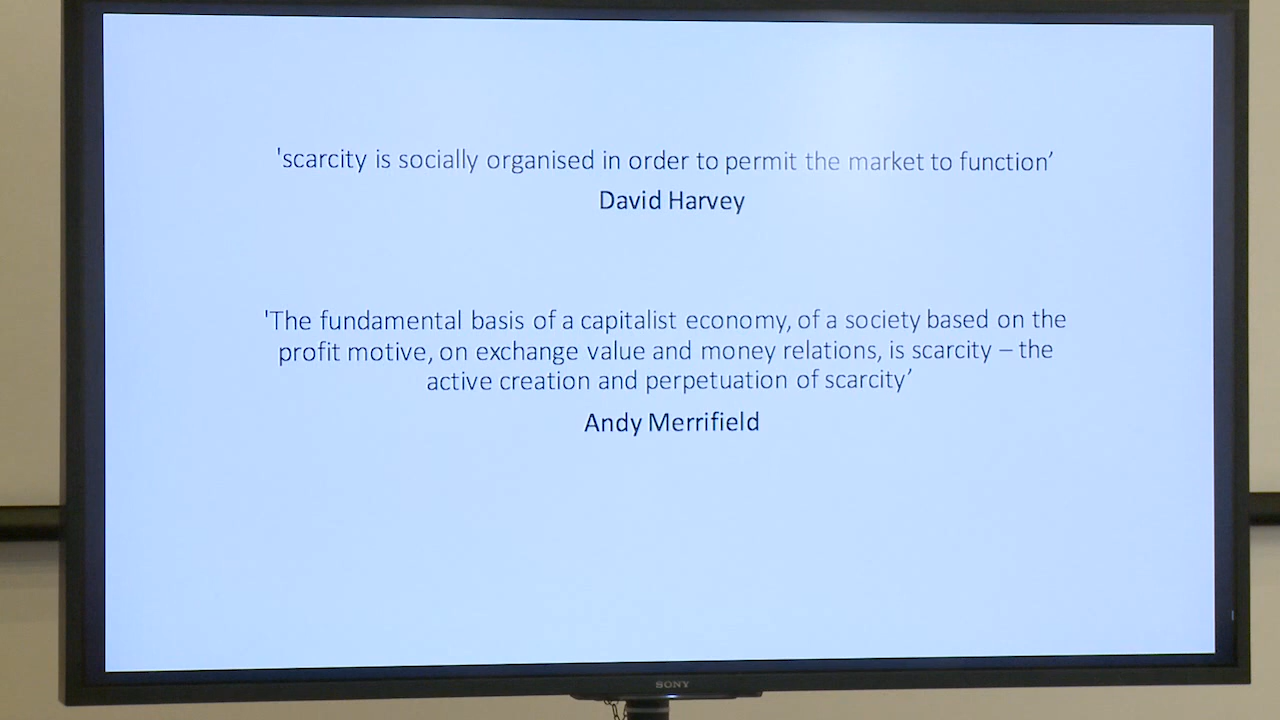 'scarcity is socially organised in order to permit the market to function’
David Harvey
'The fundamental basis of a capitalist economy, of a society based on the
profit motive, on exchange value and money relations, is scarcity – the
active creation and perpetuation of scarcity’
Andy Merrifield
SONY